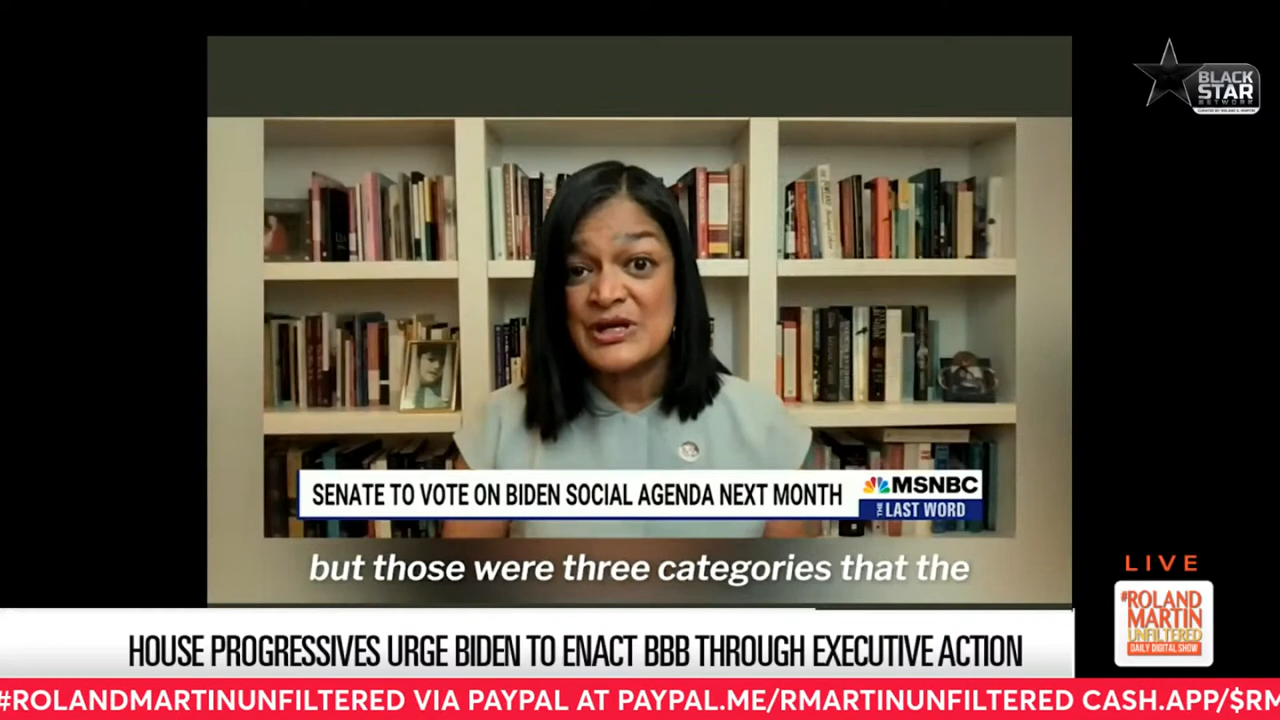 BLACK
STAR
NETWORK
SENATE TO VOTE ON BIDEN SOCIAL AGENDA NEXT MONTH
MSNBC
THE LAST WORD
but those were three categories that the
LIVE
#ROLAND
MARTIN
UNFILTERED
DAILY DIGITAL SHOW
HOUSE PROGRESSIVES URGE BIDEN TO ENACT BBB THROUGH EXECUTIVE ACTION
#ROLANDMARTINUNFILTERED VIA PAYPAL AT PAYPAL.ME/RMARTINUNFILTERED CASH.APP/$RM